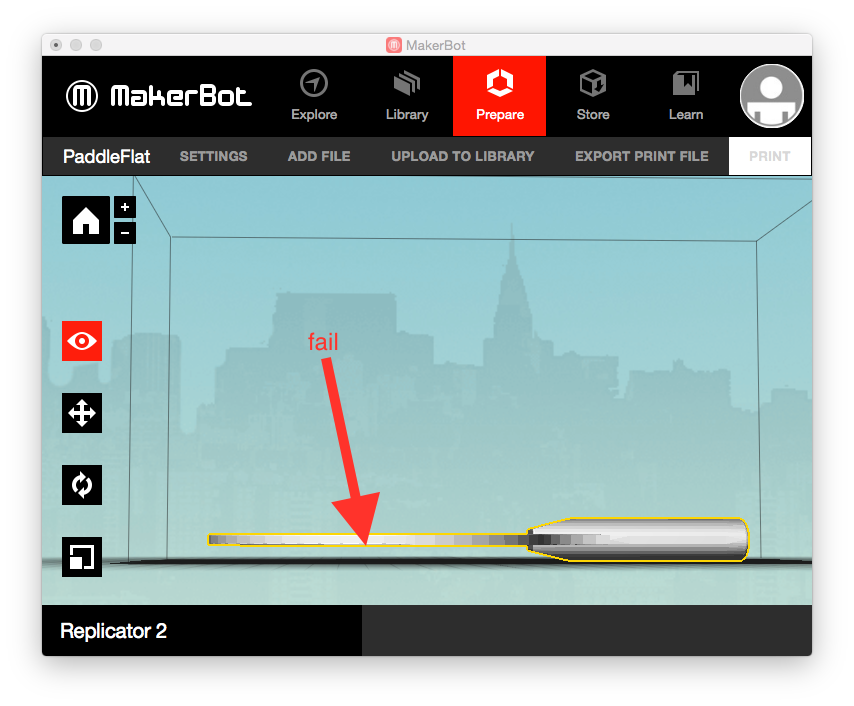 MakerBot
MakerBot
Explore
Library
Prepare
Store
Learn
PaddleFlat
SETTINGS
ADD FILE
UPLOAD TO LIBRARY
EXPORT PRINT FILE
PRINT
+
−
fail
Replicator 2